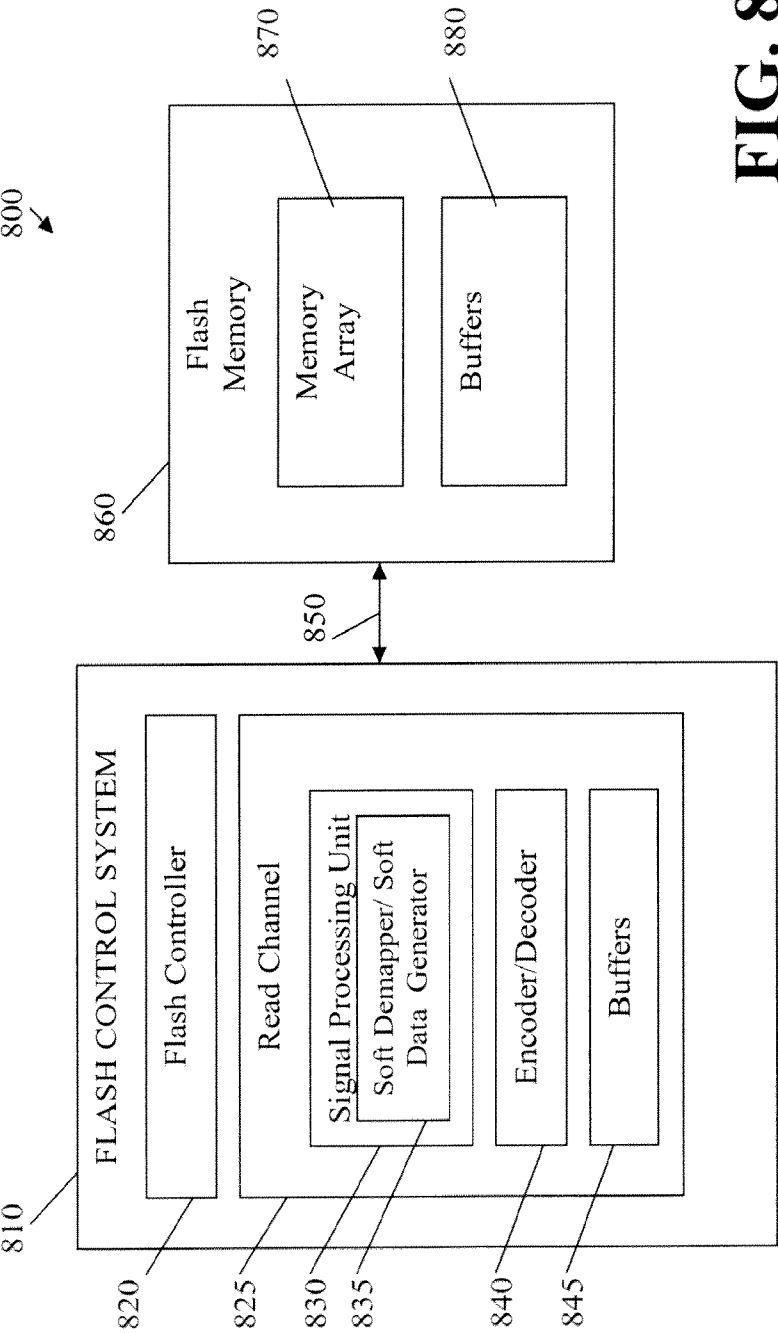 800
810
FLASH CONTROL SYSTEM
820
Flash Controller
825
Read Channel
830
Signal Processing Unit
835
Soft Demapper/ Soft
Data Generator
840
Encoder/Decoder
845
Buffers
850
860
Flash
Memory
870
Memory
Array
880
Buffers
FIG. 8